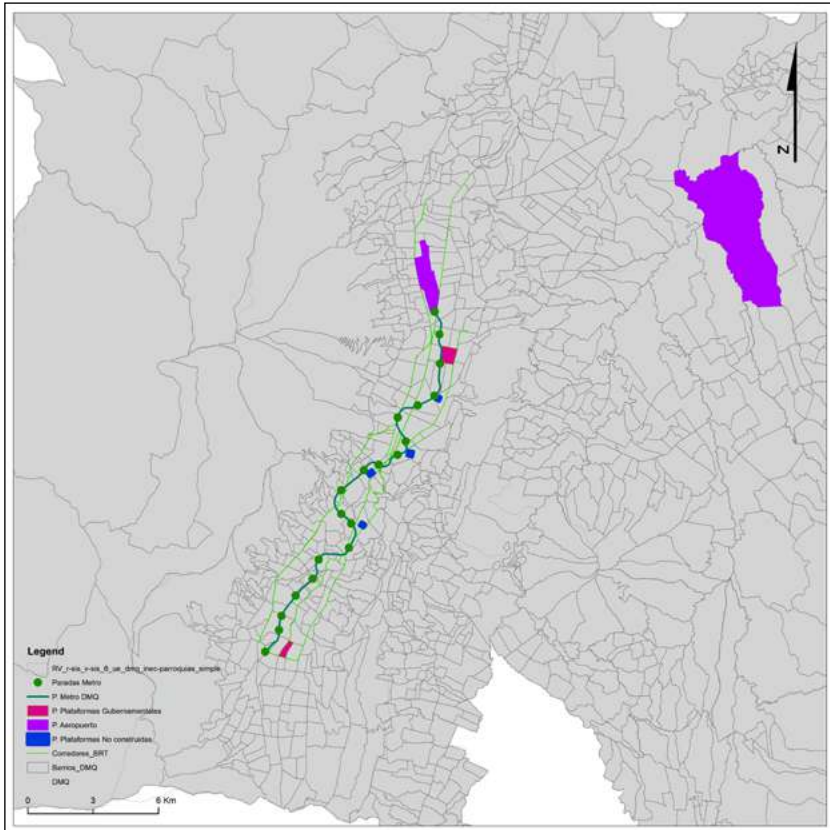 N
Legend
RV_r-sis_v-sis_6_ue_dmq_inec-parroquias_simple
Paradas Metro
P. Metro DMQ
P. Plataformas Gubernamentales
P. Aeropuerto
P. Plataformas No construidas
Corredores_BRT
Barrios_DMQ
DMQ
0 3 6 Km